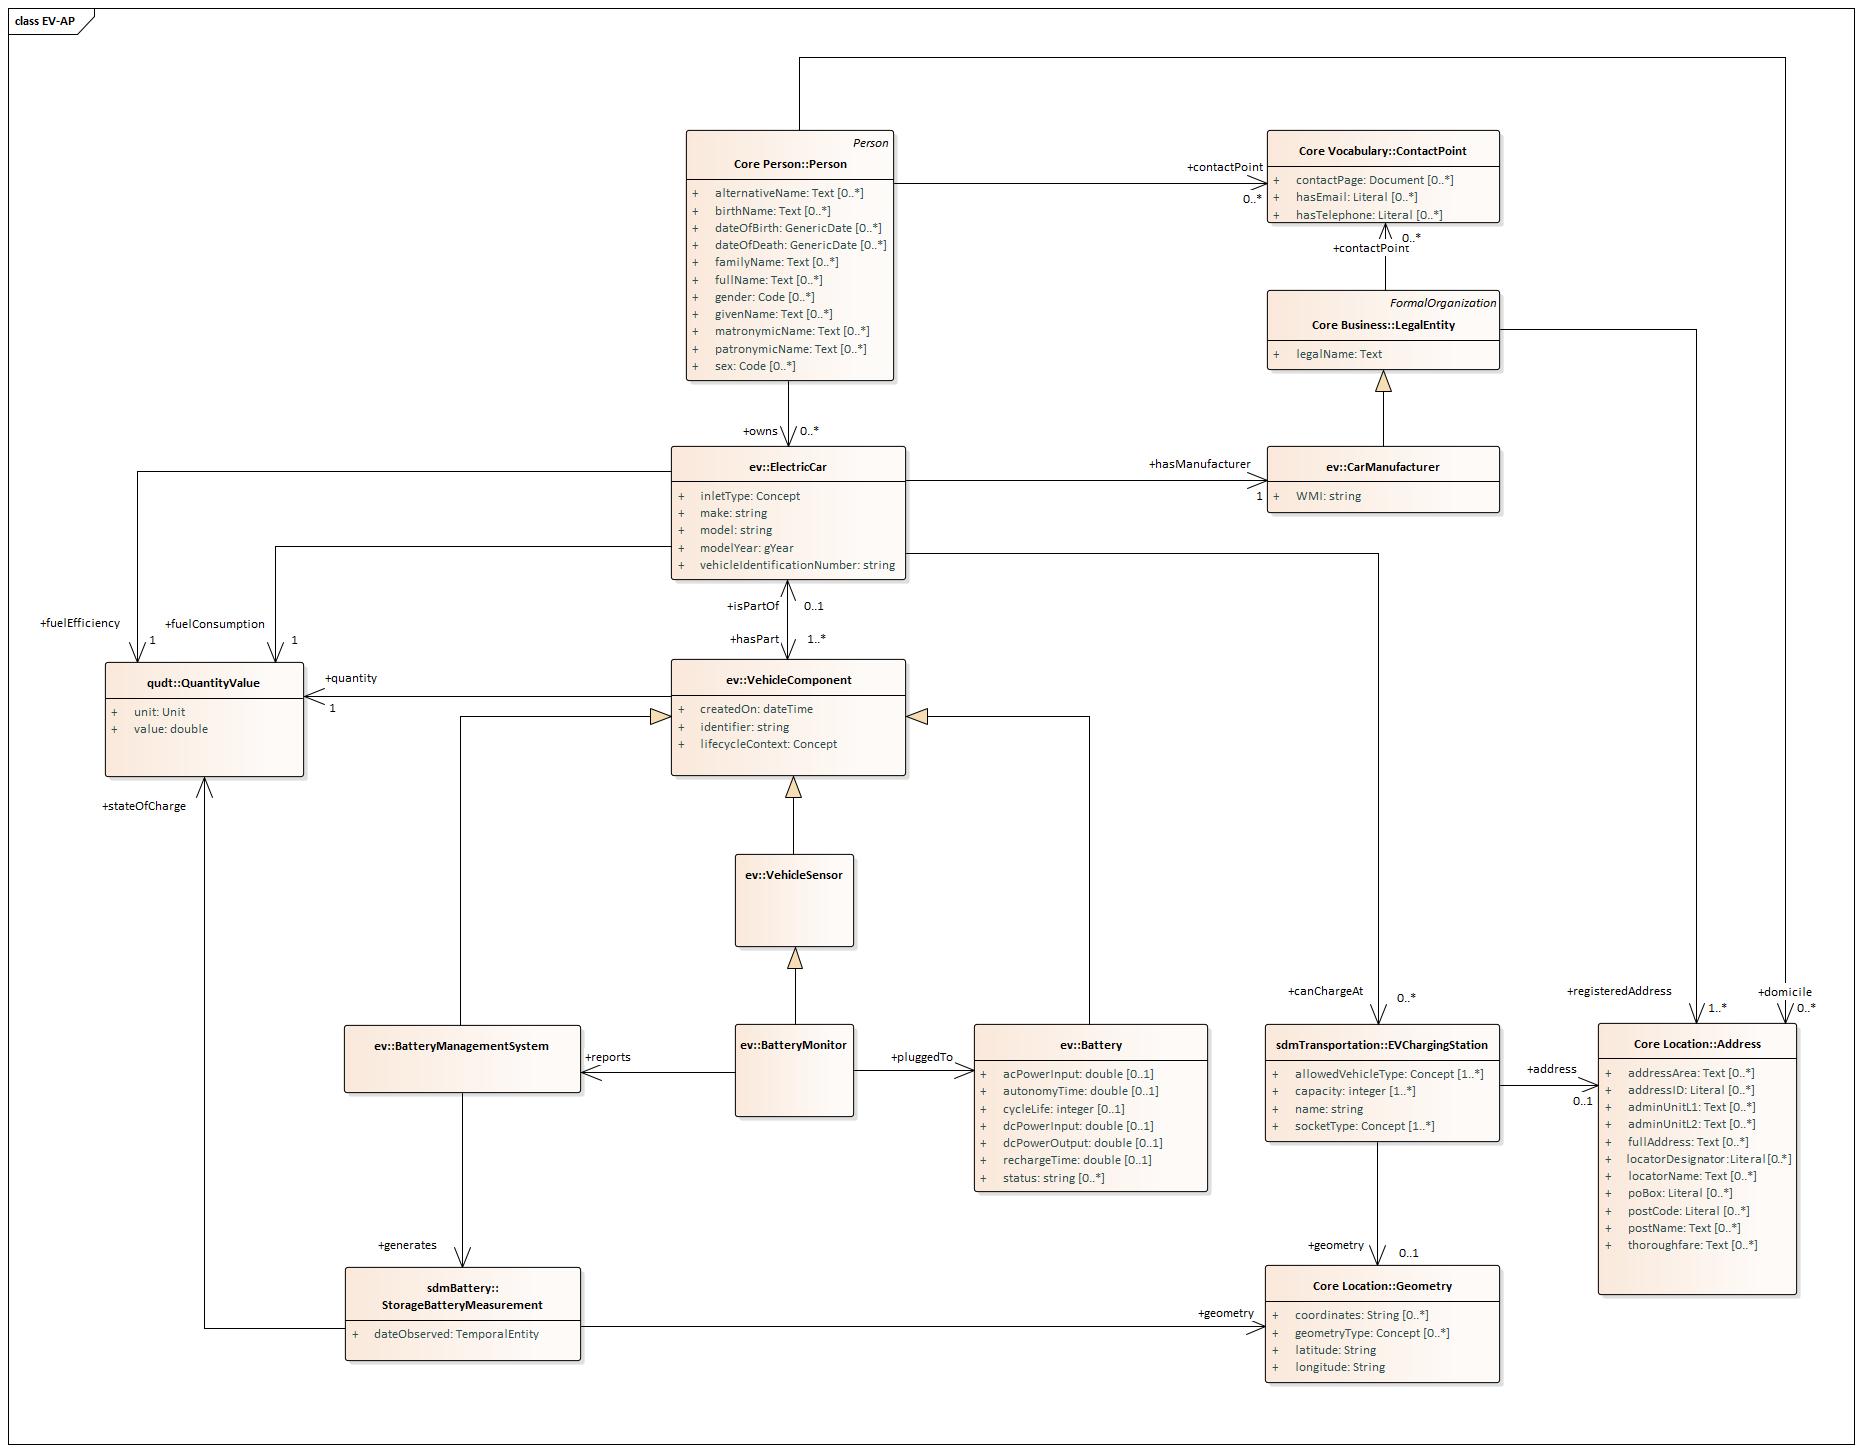 class EV-AP
Person
Core Person::Person
+ alternativeName: Text [0..*]
+ birthName: Text [0..*]
+ dateOfBirth: GenericDate [0..*]
+ dateOfDeath: GenericDate [0..*]
+ familyName: Text [0..*]
+ fullName: Text [0..*]
+ gender: Code [0..*]
+ givenName: Text [0..*]
+ matronymicName: Text [0..*]
+ patronymicName: Text [0..*]
+ sex: Code [0..*]
+contactPoint
0..*
Core Vocabulary::ContactPoint
+ contactPage: Document [0..*]
+ hasEmail: Literal [0..*]
+ hasTelephone: Literal [0..*]
0..*
+contactPoint
FormalOrganization
Core Business::LegalEntity
+ legalName: Text
+owns 0..*
ev::ElectricCar
+ inletType: Concept
+ make: string
+ model: string
+ modelYear: gYear
+ vehicleIdentificationNumber: string
+hasManufacturer
1
ev::CarManufacturer
+ WMI: string
+isPartOf 0..1
+hasPart 1..*
+fuelEfficiency
1
+fuelConsumption
1
qudt::QuantityValue
+ unit: Unit
+ value: double
+quantity
1
ev::VehicleComponent
+ createdOn: dateTime
+ identifier: string
+ lifecycleContext: Concept
+stateOfCharge
ev::VehicleSensor
+canChargeAt
0..*
+registeredAddress
1..*
+domicile
0..*
ev::BatteryManagementSystem
+reports
ev::BatteryMonitor
+pluggedTo
ev::Battery
+ acPowerInput: double [0..1]
+ autonomyTime: double [0..1]
+ cycleLife: integer [0..1]
+ dcPowerInput: double [0..1]
+ dcPowerOutput: double [0..1]
+ rechargeTime: double [0..1]
+ status: string [0..*]
sdmTransportation::EVChargingStation
+ allowedVehicleType: Concept [1..*]
+ capacity: integer [1..*]
+ name: string
+ socketType: Concept [1..*]
+address
0..1
Core Location::Address
+ addressArea: Text [0..*]
+ addressID: Literal [0..*]
+ adminUnitL1: Text [0..*]
+ adminUnitL2: Text [0..*]
+ fullAddress: Text [0..*]
+ locatorDesignator:Literal[0..*]
+ locatorName: Text [0..*]
+ poBox: Literal [0..*]
+ postCode: Literal [0..*]
+ postName: Text [0..*]
+ thoroughfare: Text [0..*]
+generates
sdmBattery::
StorageBatteryMeasurement
+ dateObserved: TemporalEntity
+geometry
0..1
+geometry
Core Location::Geometry
+ coordinates: String [0..*]
+ geometryType: Concept [0..*]
+ latitude: String
+ longitude: String